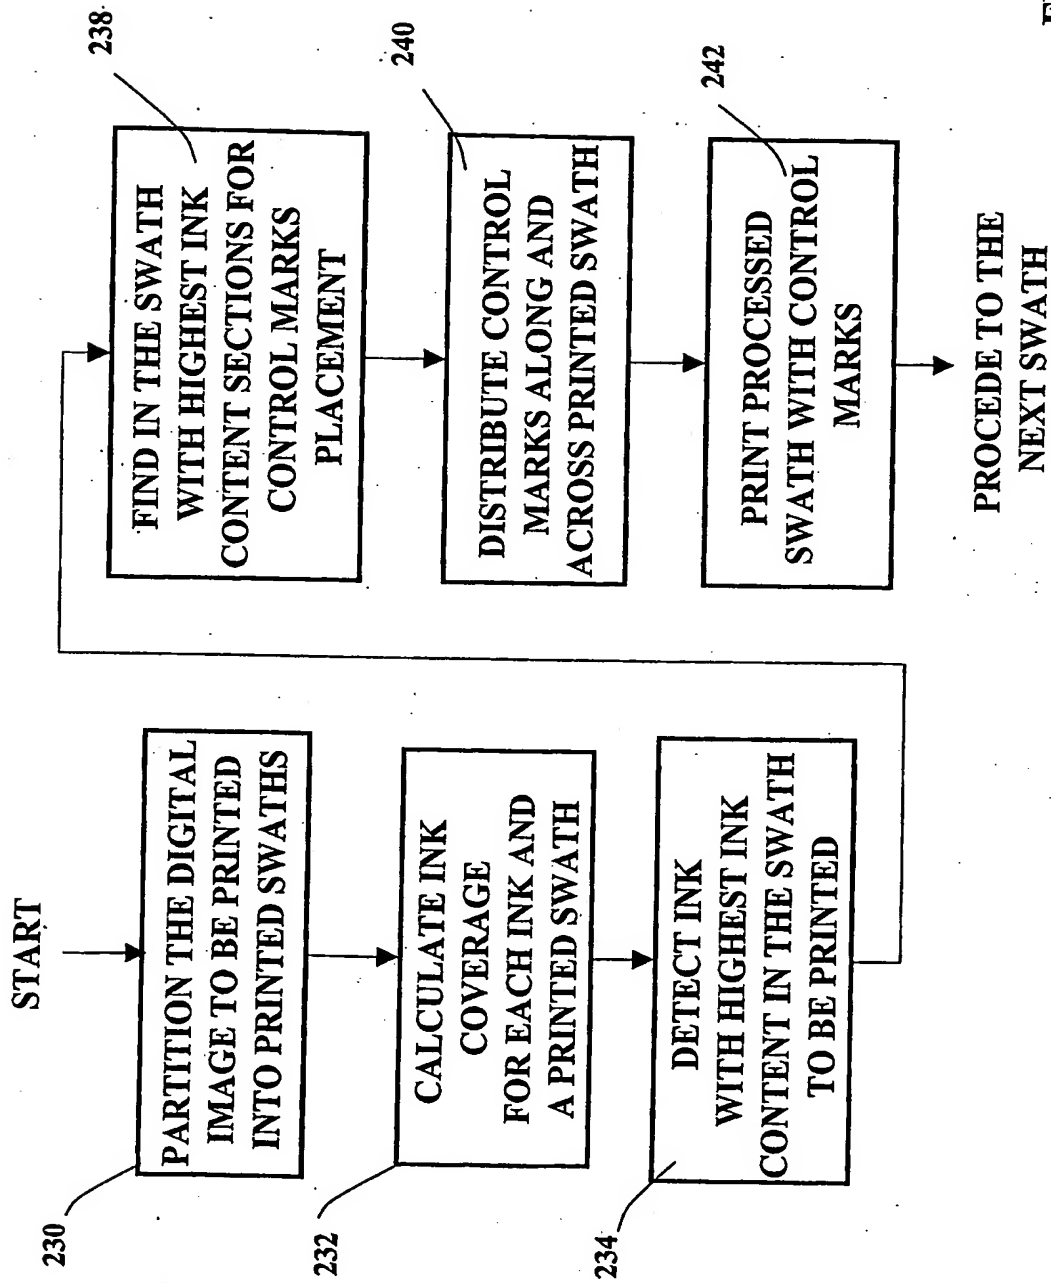 START
230
PARTITION THE DIGITAL
IMAGE TO BE PRINTED
INTO PRINTED SWATHS
232
CALCULATE INK
COVERAGE
FOR EACH INK AND
A PRINTED SWATH
234
DETECT INK
WITH HIGHEST INK
CONTENT IN THE SWATH
TO BE PRINTED
238
FIND IN THE SWATH
WITH HIGHEST INK
CONTENT SECTIONS FOR
CONTROL MARKS
PLACEMENT
240
DISTRIBUTE CONTROL
MARKS ALONG AND
ACROSS PRINTED SWATH
242
PRINT PROCESSED
SWATH WITH CONTROL
MARKS
PROCEDE TO THE
NEXT SWATH